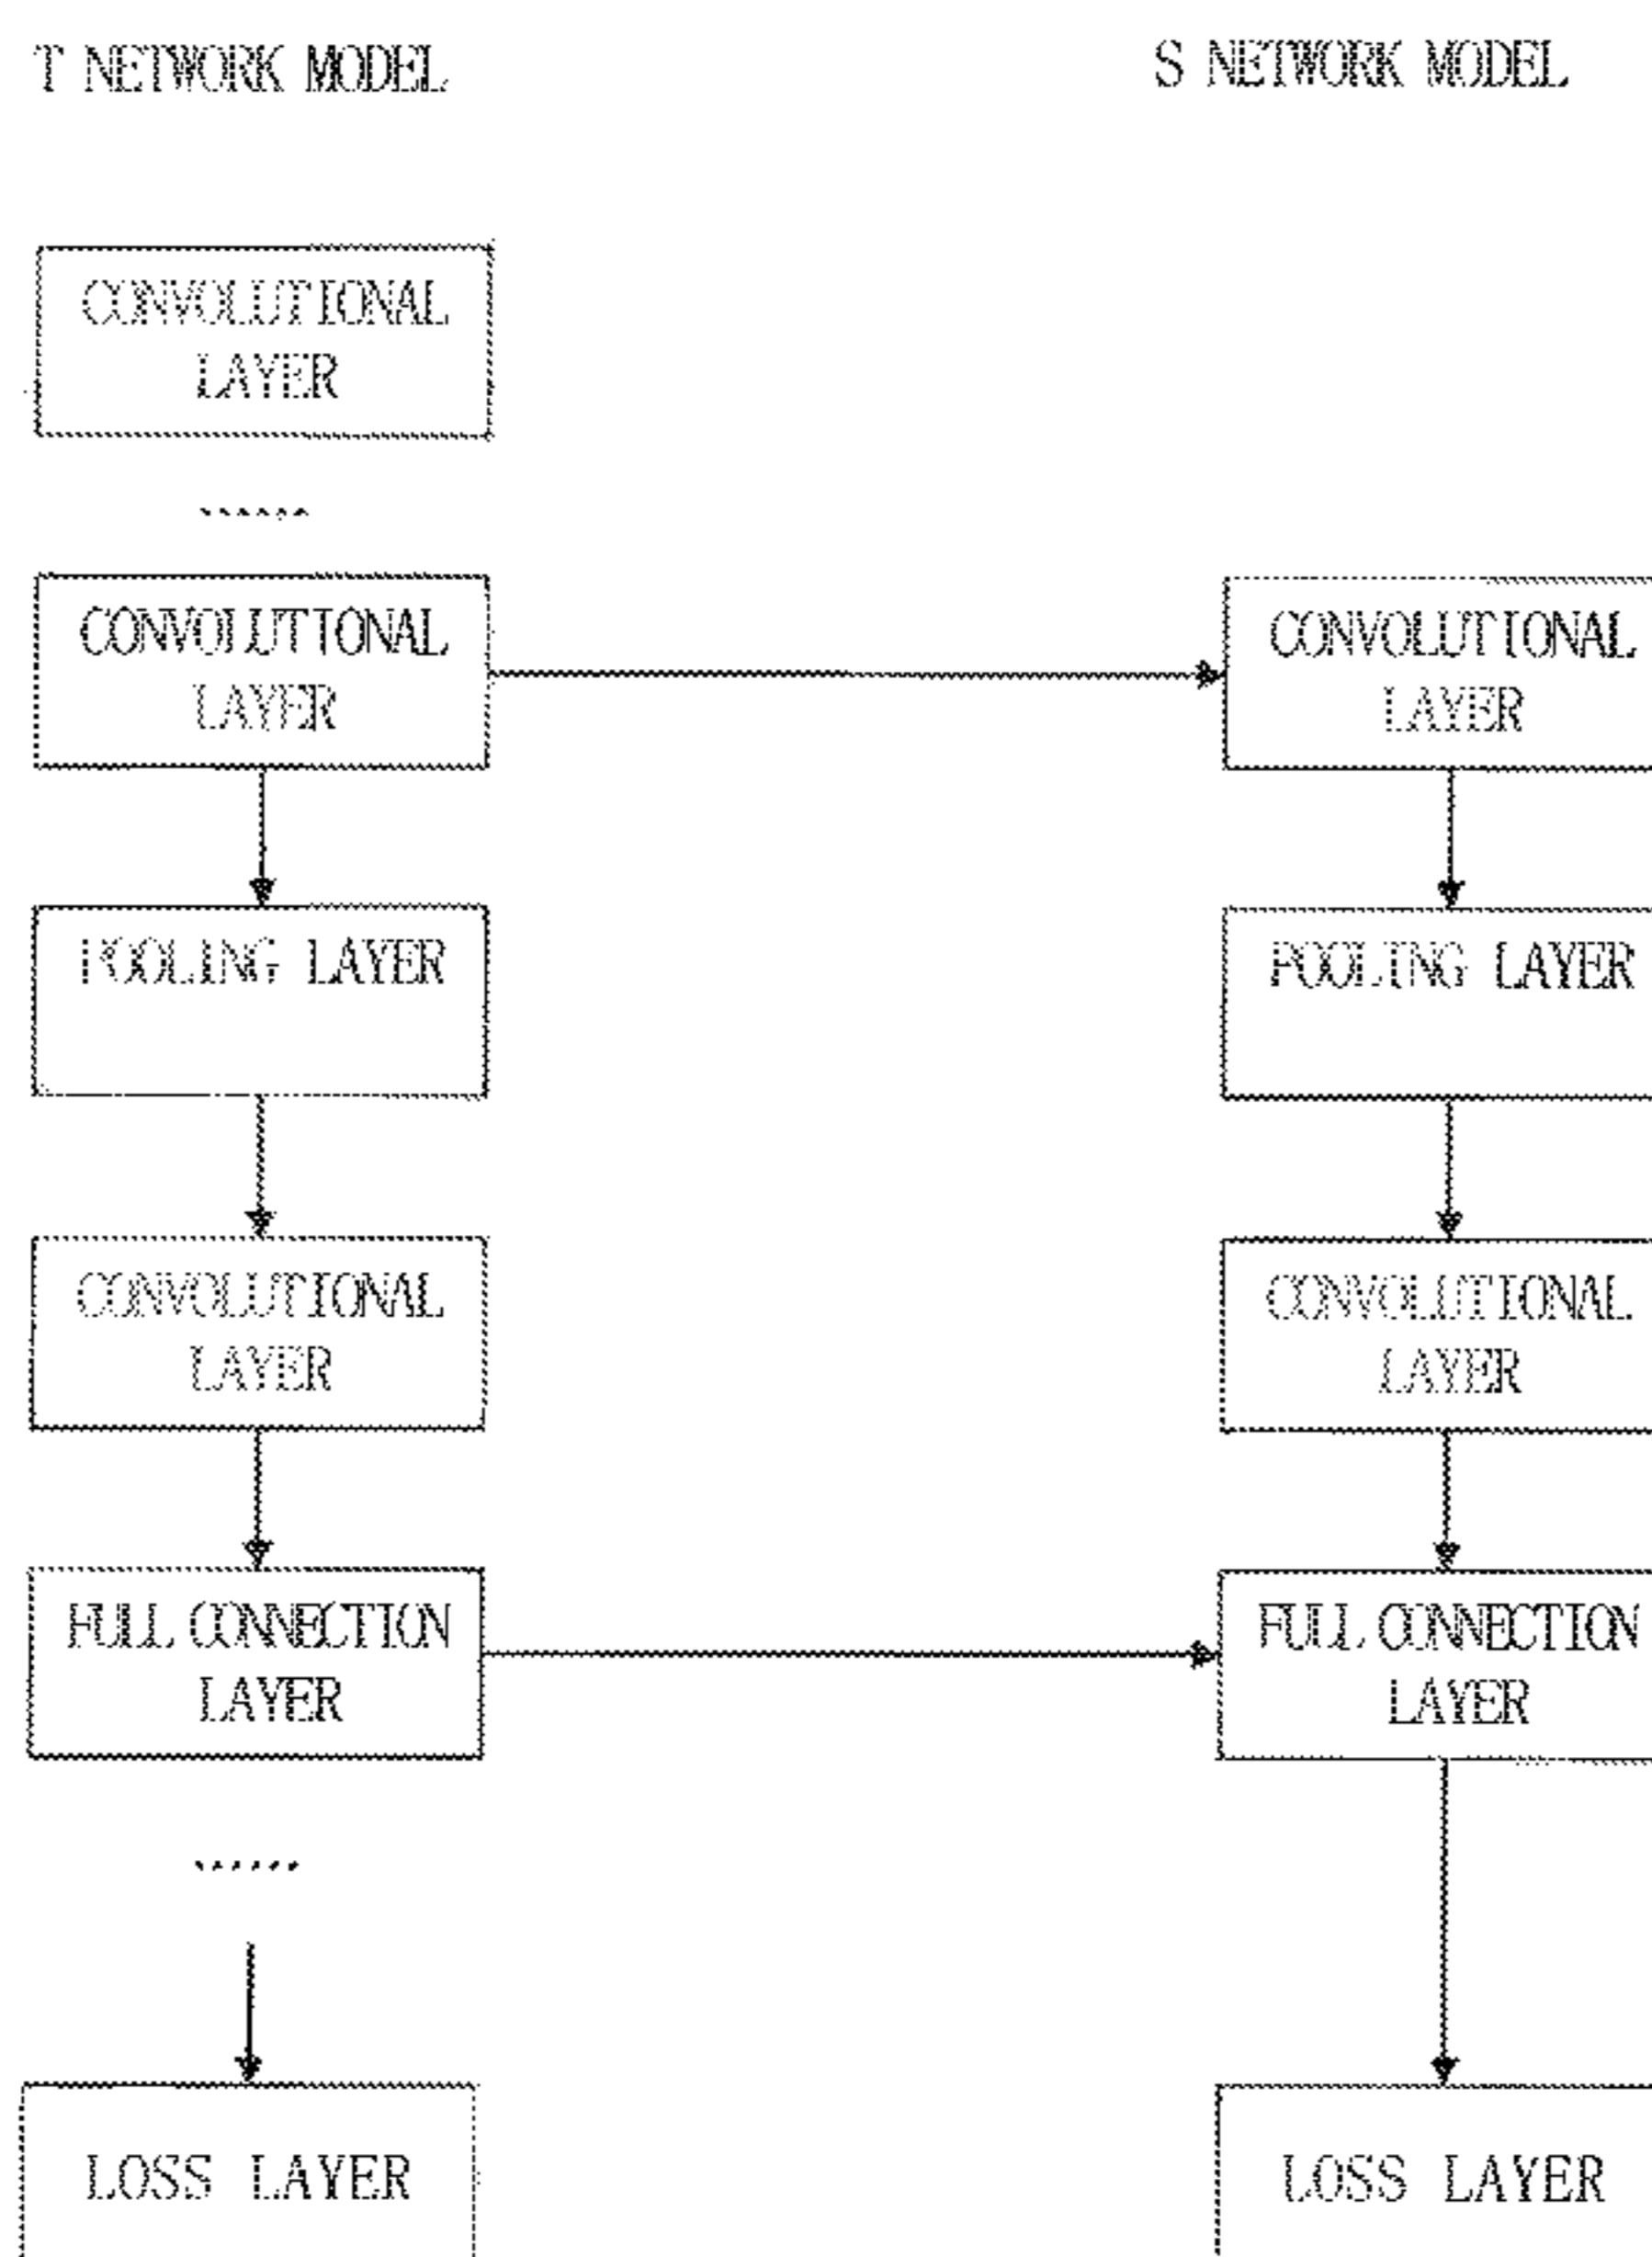 T NETWORK MODEL
S NETWORK MODEL
CONVOLUTIONAL
LAYER
......
CONVOLUTIONAL
LAYER
CONVOLUTIONAL
LAYER
POOLING LAYER
POOLING LAYER
CONVOLUTIONAL
LAYER
CONVOLUTIONAL
LAYER
FULL CONNECTION
LAYER
FULL CONNECTION
LAYER
......
LOSS LAYER
LOSS LAYER